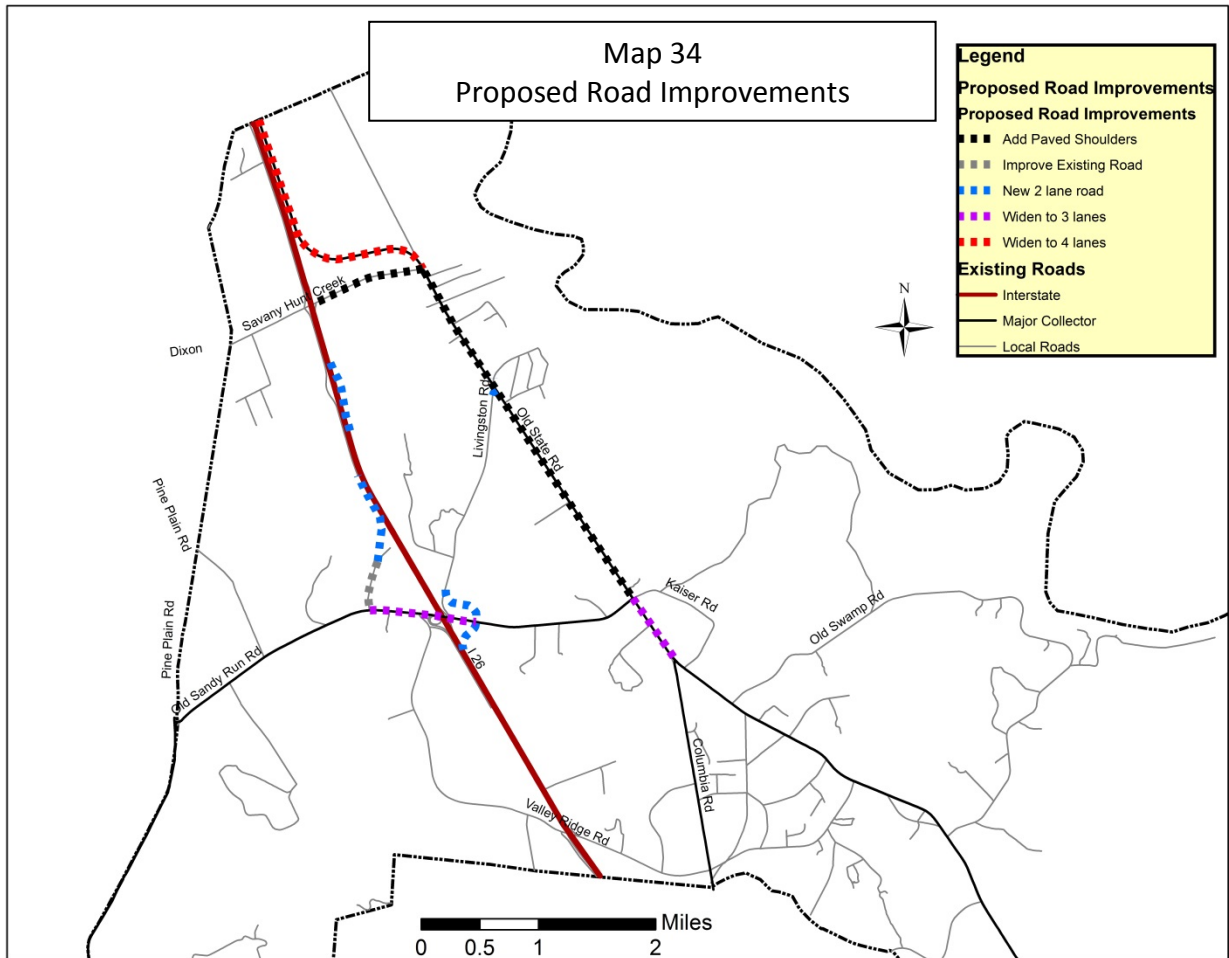 Map 34
Proposed Road Improvements
Legend
Proposed Road Improvements
Proposed Road Improvements
Add Paved Shoulders
Improve Existing Road
New 2 lane road
Widen to 3 lanes
Widen to 4 lanes
Existing Roads
Interstate
Major Collector
Local Roads
N
Savany Hunt Creek
Dixon
Livingston Rd
Old State Rd
Pine Plain Rd
Pine Plain Rd
Kaiser Rd
Old Swamp Rd
Old Sandy Run Rd
I 26
Columbia Rd
Valley Ridge Rd
Miles
0 0.5 1 2